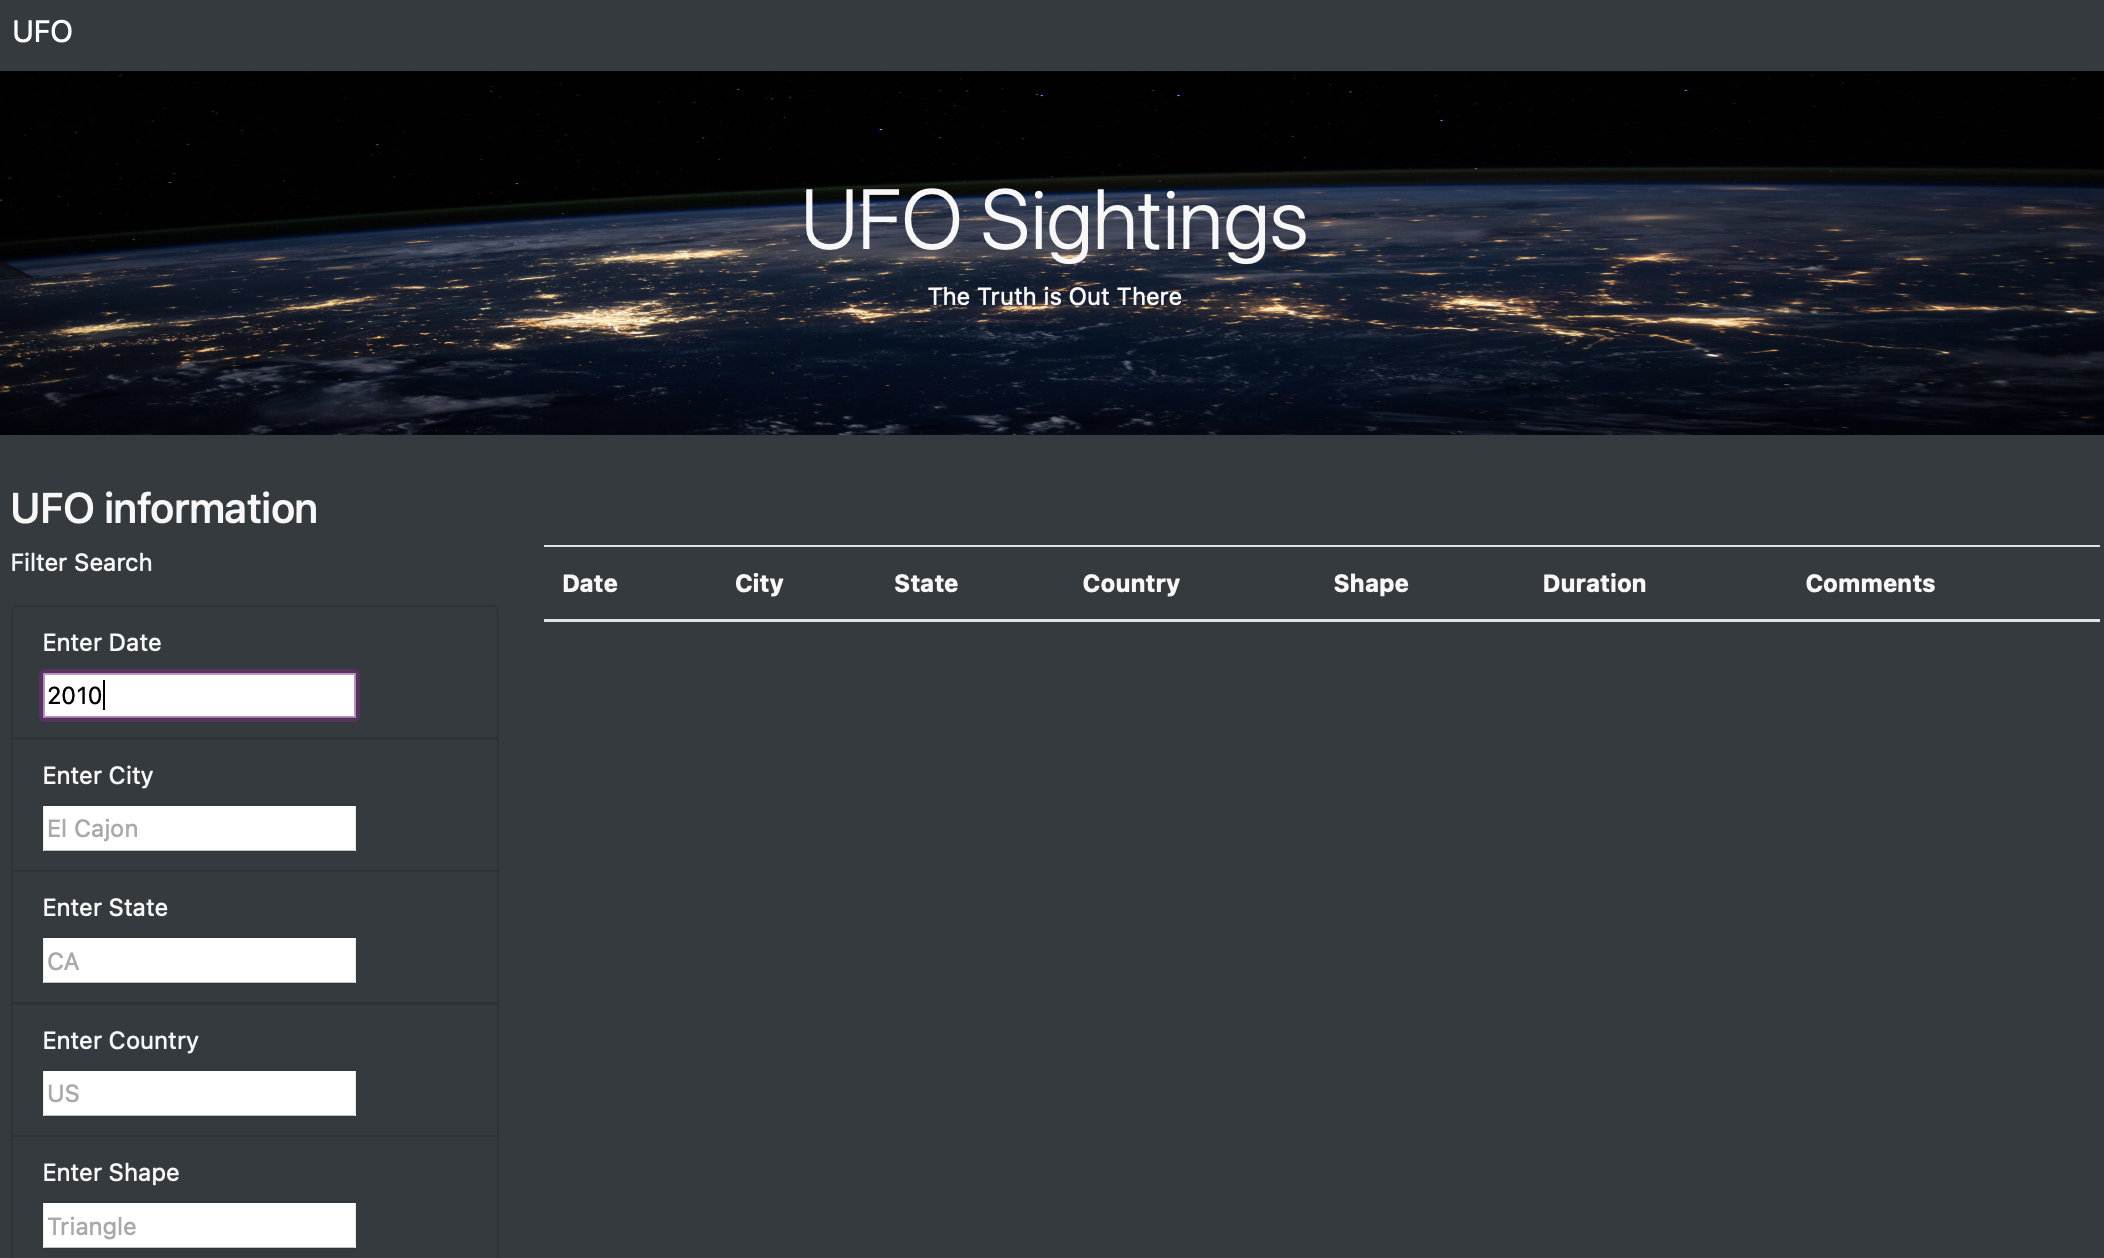 UFO
UFO Sightings
The Truth is Out There
UFO information
Filter Search
Date City State Country Shape Duration Comments
Enter Date
2010
Enter City
El Cajon
Enter State
CA
Enter Country
US
Enter Shape
Triangle